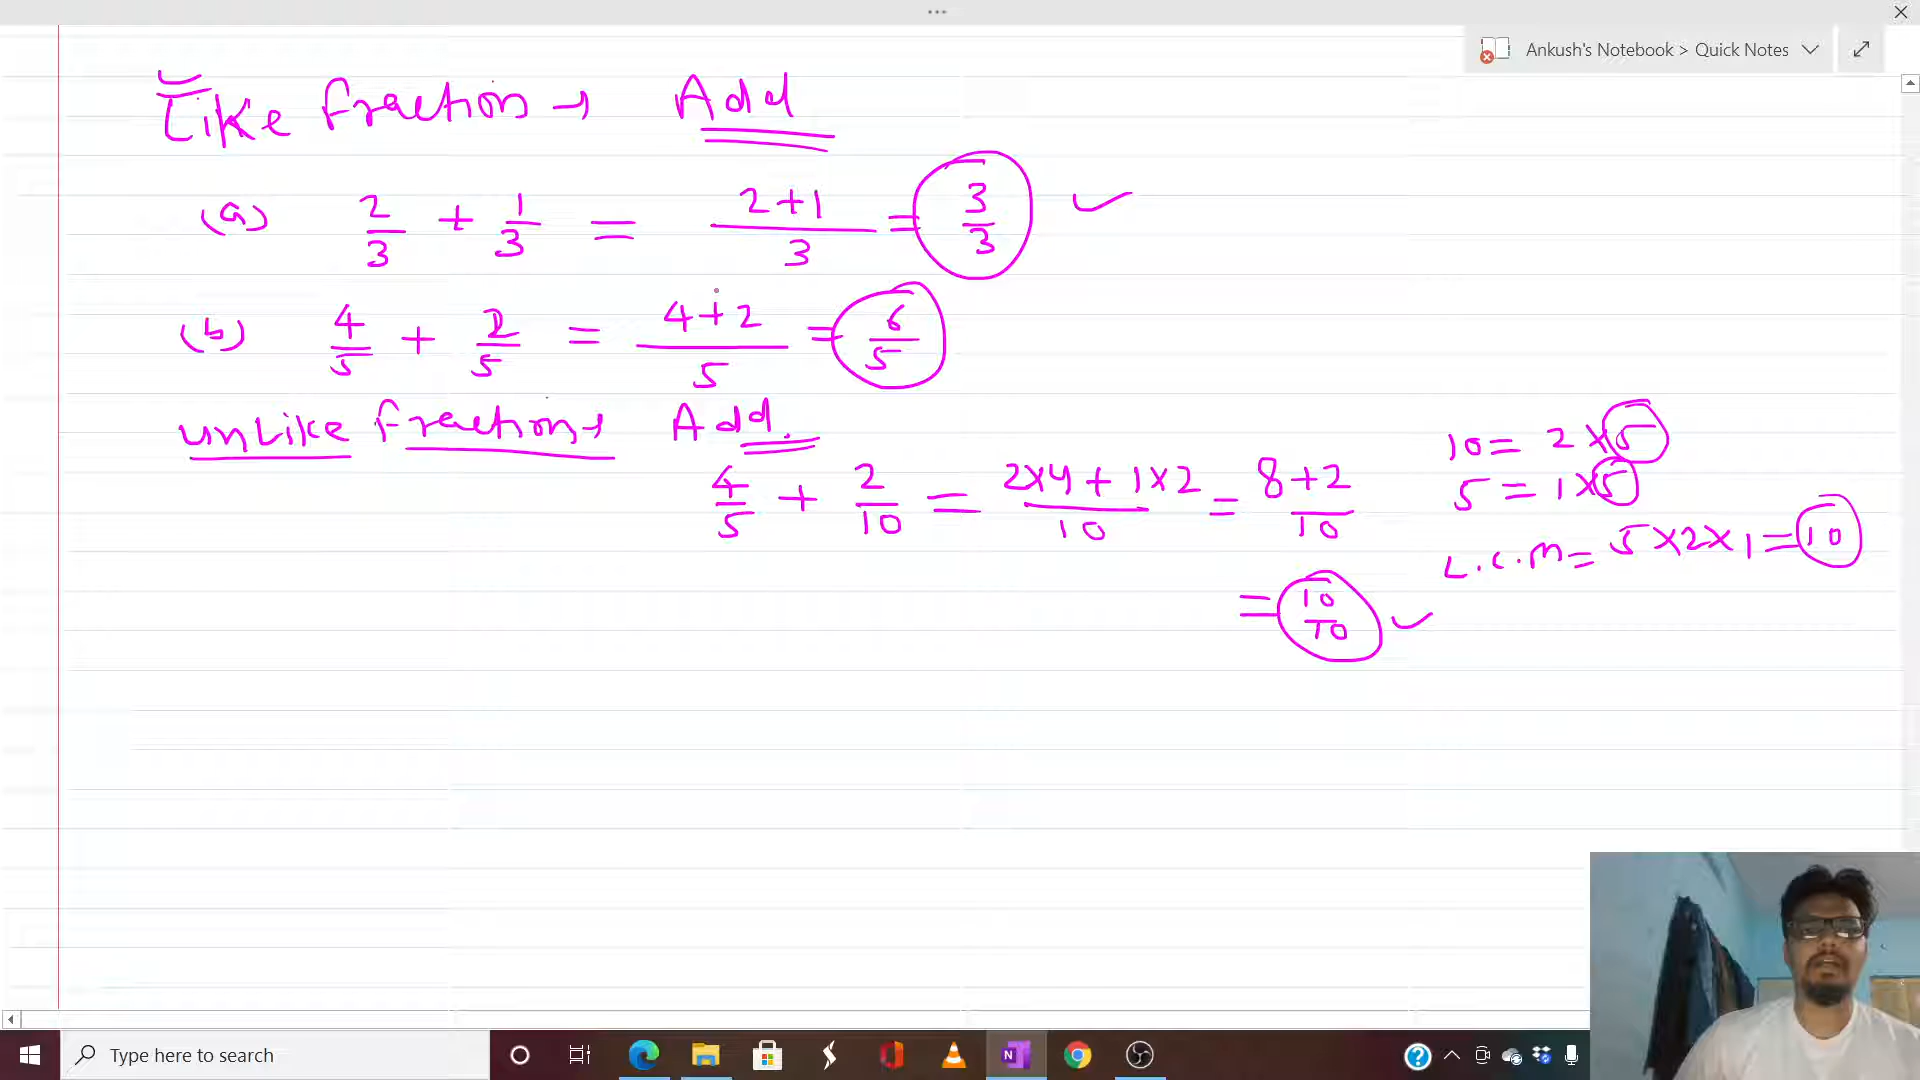 Ankush's Notebook > Quick Notes
Like fraction → Add
(a) 2/3 + 1/3 = 2+1/3 = 3/3 ✓
(b) 4/5 + 2/5 = 4+2/5 = 6/5
unLike fraction → Add.
4/5 + 2/10 = 2×4 + 1×2/10 = 8+2/10
= 10/10 ✓
10 = 2 × 5
5 = 1 × 5
L.C.M = 5×2×1 = 10
Type here to search